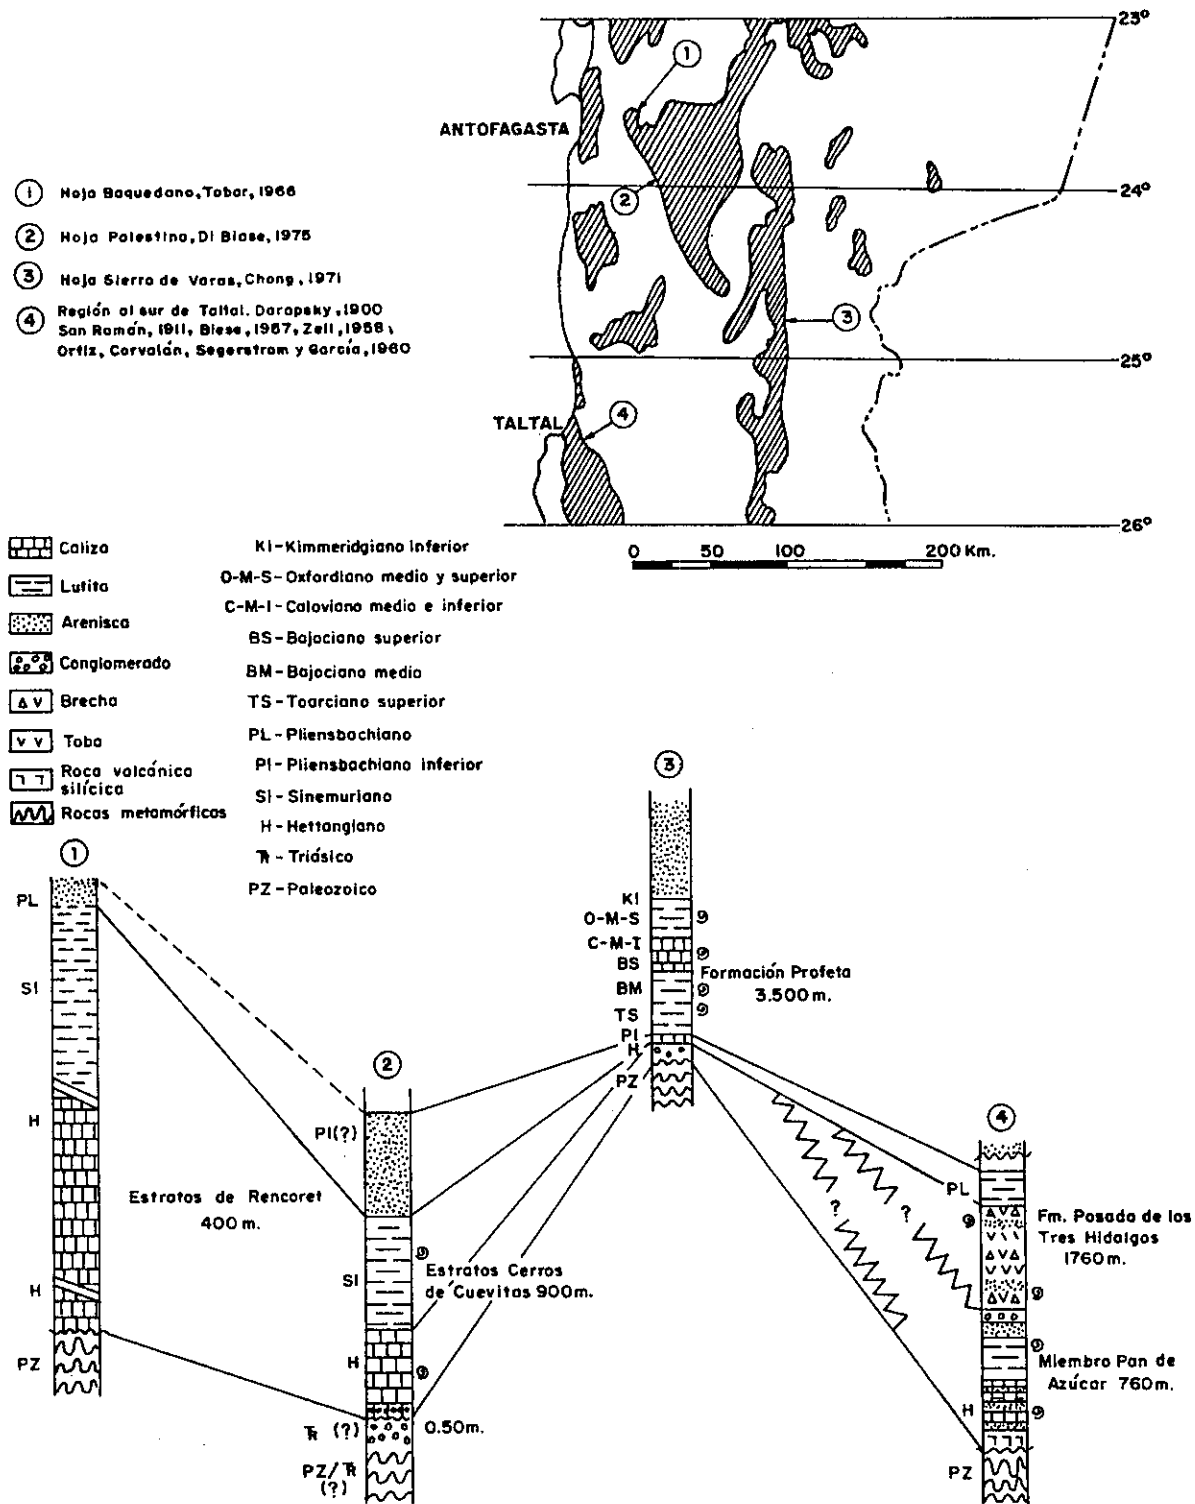 23°
1
ANTOFAGASTA
24°
2
3
25°
TALTAL
4
26°
0 50 100 200 Km.
1 Hoja Baquedano, Tobar, 1966
2 Hoja Palestina, Di Biase, 1975
3 Hoja Sierra de Varas, Chong, 1971
4 Región al sur de Taltal. Darapsky, 1900
San Román, 1911, Biese, 1957, Zeil, 1958;
Ortiz, Corvalán, Segerstrom y García, 1960
Caliza
Lutita
Arenisca
Conglomerado
Brecha
Toba
Roca volcánica
silícica
Rocas metamórficas
KI - Kimmeridgiano inferior
O-M-S - Oxfordiano medio y superior
C-M-I - Caloviano medio e inferior
BS - Bajociano superior
BM - Bajociano medio
TS - Toarciano superior
PL - Pliensbachiano
PI - Pliensbachiano inferior
SI - Sinemuriano
H - Hettangiano
TR - Triásico
PZ - Paleozoico
1
PL
SI
H
H
PZ
Estratos de Rencoret
400 m.
2
PI(?)
SI
H
TR (?)
PZ/TR
(?)
Estratos Cerros
de Cuevitas 900m.
0.50m.
3
KI
O-M-S
C-M-I
BS
BM
TS
PI
H
PZ
Formación Profeta
3.500 m.
? ?
4
PL
H
PZ
Fm. Posada de los
Tres Hidalgos
1760 m.
Miembro Pan de
Azúcar 760m.